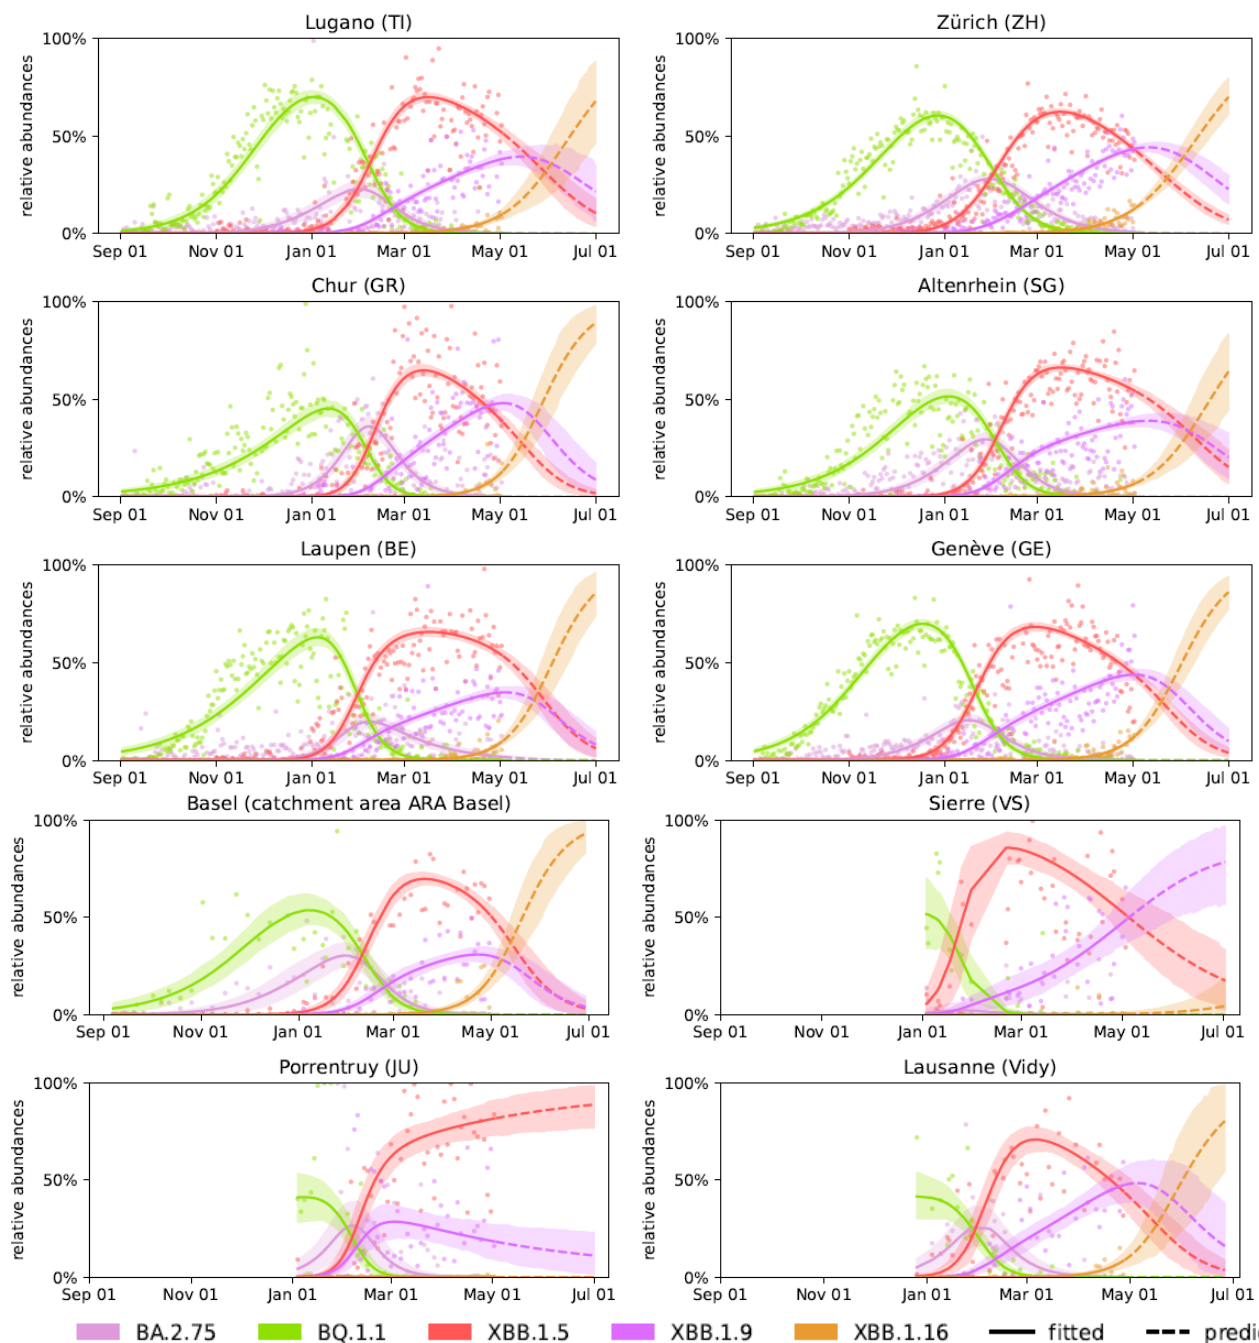 Lugano (TI)
Zürich (ZH)
100%
50%
0%
relative abundances
Sep 01 Nov 01 Jan 01 Mar 01 May 01 Jul 01
100%
50%
0%
relative abundances
Sep 01 Nov 01 Jan 01 Mar 01 May 01 Jul 01
Chur (GR)
Altenrhein (SG)
100%
50%
0%
relative abundances
Sep 01 Nov 01 Jan 01 Mar 01 May 01 Jul 01
100%
50%
0%
relative abundances
Sep 01 Nov 01 Jan 01 Mar 01 May 01 Jul 01
Laupen (BE)
Genève (GE)
100%
50%
0%
relative abundances
Sep 01 Nov 01 Jan 01 Mar 01 May 01 Jul 01
100%
50%
0%
relative abundances
Sep 01 Nov 01 Jan 01 Mar 01 May 01 Jul 01
Basel (catchment area ARA Basel)
Sierre (VS)
100%
50%
0%
relative abundances
Sep 01 Nov 01 Jan 01 Mar 01 May 01 Jul 01
100%
50%
0%
relative abundances
Sep 01 Nov 01 Jan 01 Mar 01 May 01 Jul 01
Porrentruy (JU)
Lausanne (Vidy)
100%
50%
0%
relative abundances
Sep 01 Nov 01 Jan 01 Mar 01 May 01 Jul 01
100%
50%
0%
relative abundances
Sep 01 Nov 01 Jan 01 Mar 01 May 01 Jul 01
BA.2.75 BQ.1.1 XBB.1.5 XBB.1.9 XBB.1.16 fitted